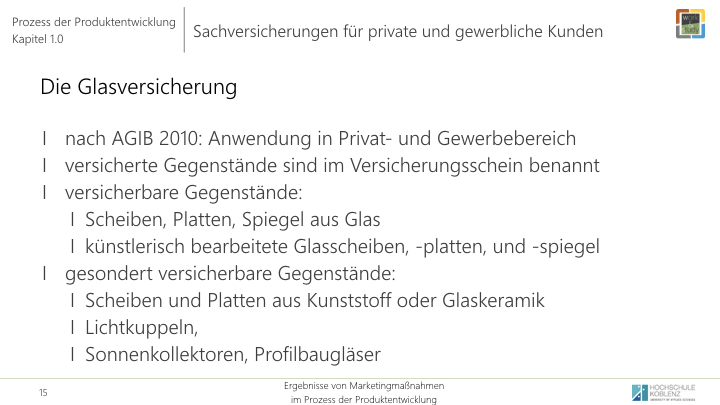 Prozess der Produktentwicklung
Kapitel 1.0
Sachversicherungen für private und gewerbliche Kunden
Die Glasversicherung
l nach AGIB 2010: Anwendung in Privat- und Gewerbebereich
l versicherte Gegenstände sind im Versicherungsschein benannt
l versicherbare Gegenstände:
l Scheiben, Platten, Spiegel aus Glas
l künstlerisch bearbeitete Glasscheiben, -platten, und -spiegel
l gesondert versicherbare Gegenstände:
l Scheiben und Platten aus Kunststoff oder Glaskeramik
l Lichtkuppeln,
l Sonnenkollektoren, Profilbaugläser
15
Ergebnisse von Marketingmaßnahmen
im Prozess der Produktentwicklung
HOCHSCHULE
KOBLENZ
UNIVERSITY OF APPLIED SCIENCES